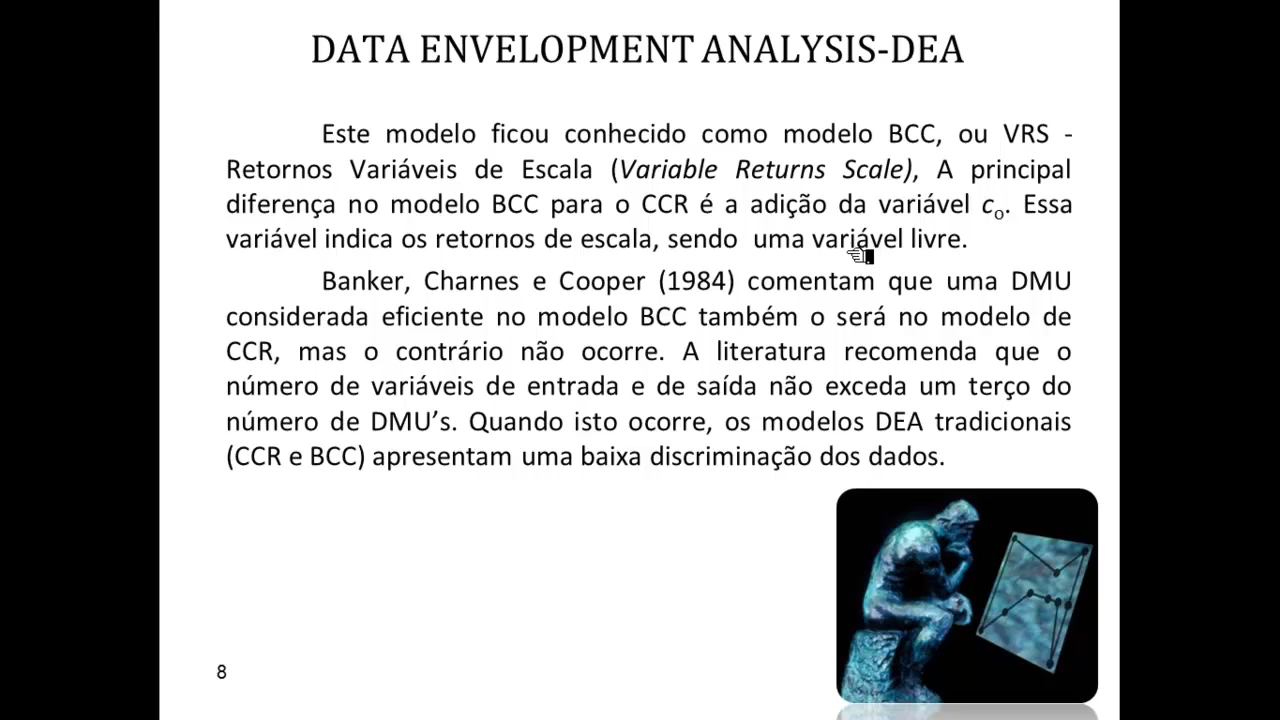 DATA ENVELOPMENT ANALYSIS-DEA
Este modelo ficou conhecido como modelo BCC, ou VRS -
Retornos Variáveis de Escala (Variable Returns Scale), A principal
diferença no modelo BCC para o CCR é a adição da variável co. Essa
variável indica os retornos de escala, sendo uma variável livre.
Banker, Charnes e Cooper (1984) comentam que uma DMU
considerada eficiente no modelo BCC também o será no modelo de
CCR, mas o contrário não ocorre. A literatura recomenda que o
número de variáveis de entrada e de saída não exceda um terço do
número de DMU’s. Quando isto ocorre, os modelos DEA tradicionais
(CCR e BCC) apresentam uma baixa discriminação dos dados.
8